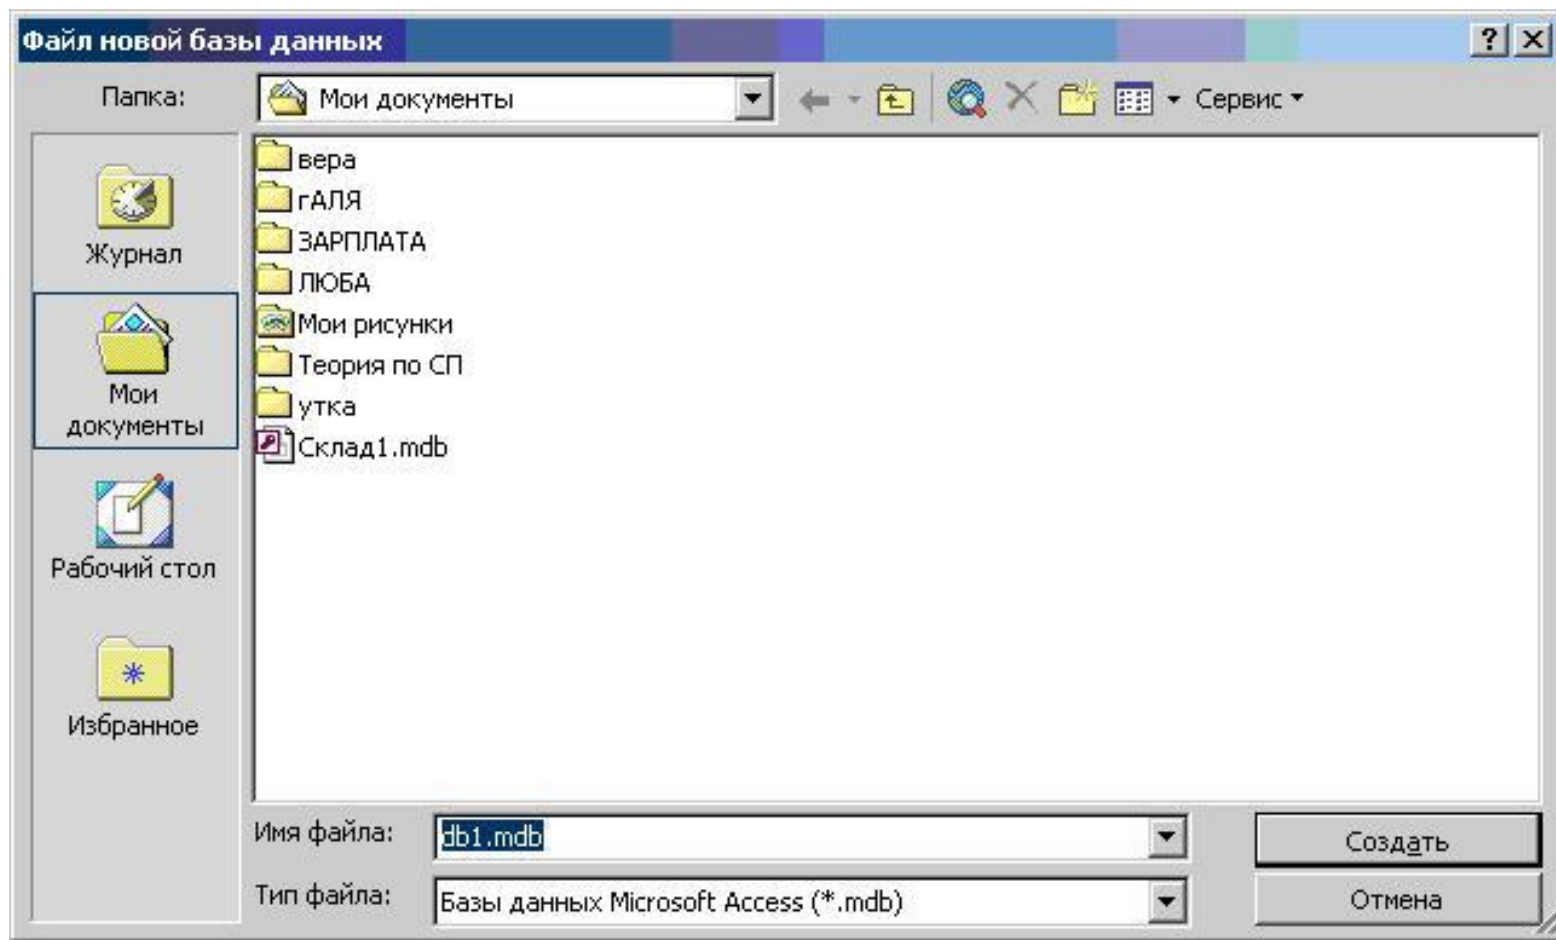 Файл новой базы данных
Папка:
Мои документы
Сервис
Журнал
Мои
документы
Рабочий стол
Избранное
вера
гАЛЯ
ЗАРПЛАТА
ЛЮБА
Мои рисунки
Теория по СП
утка
Склад1.mdb
Имя файла:
db1.mdb
Создать
Тип файла:
Базы данных Microsoft Access (*.mdb)
Отмена